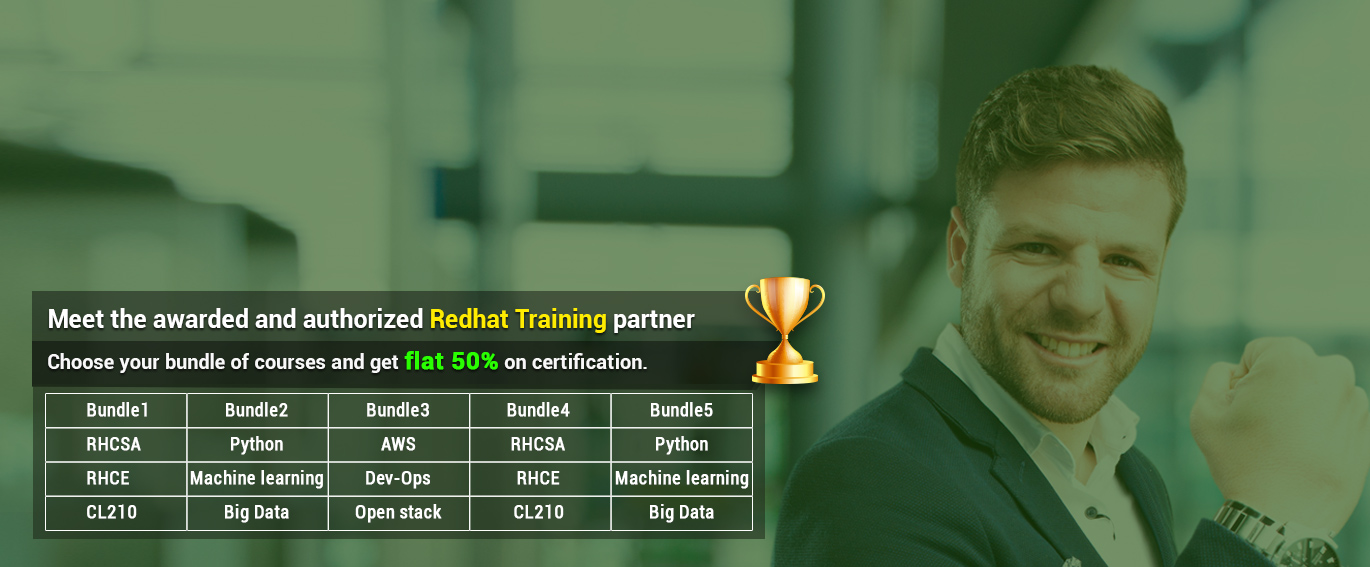 Meet the awarded and authorized Redhat Training partner
Choose your bundle of courses and get flat 50% on certification.
Bundle1 Bundle2 Bundle3 Bundle4 Bundle5
RHCSA Python AWS RHCSA Python
RHCE Machine learning Dev-Ops RHCE Machine learning
CL210 Big Data Open stack CL210 Big Data